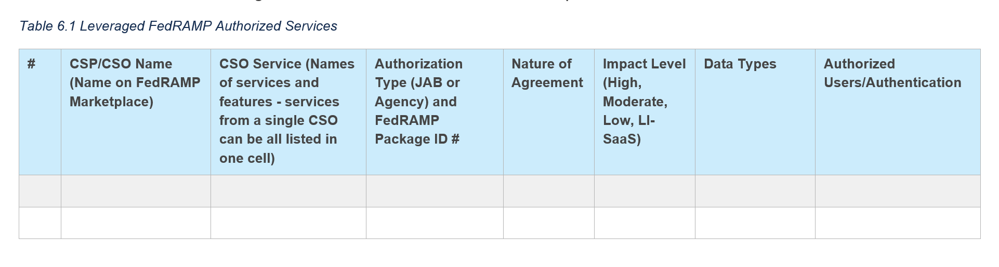 Table 6.1 Leveraged FedRAMP Authorized Services
#
CSP/CSO Name
(Name on FedRAMP
Marketplace)
CSO Service (Names
of services and
features - services
from a single CSO
can be all listed in
one cell)
Authorization
Type (JAB or
Agency) and
FedRAMP
Package ID #
Nature of
Agreement
Impact Level
(High,
Moderate,
Low, LI-
SaaS)
Data Types
Authorized
Users/Authentication